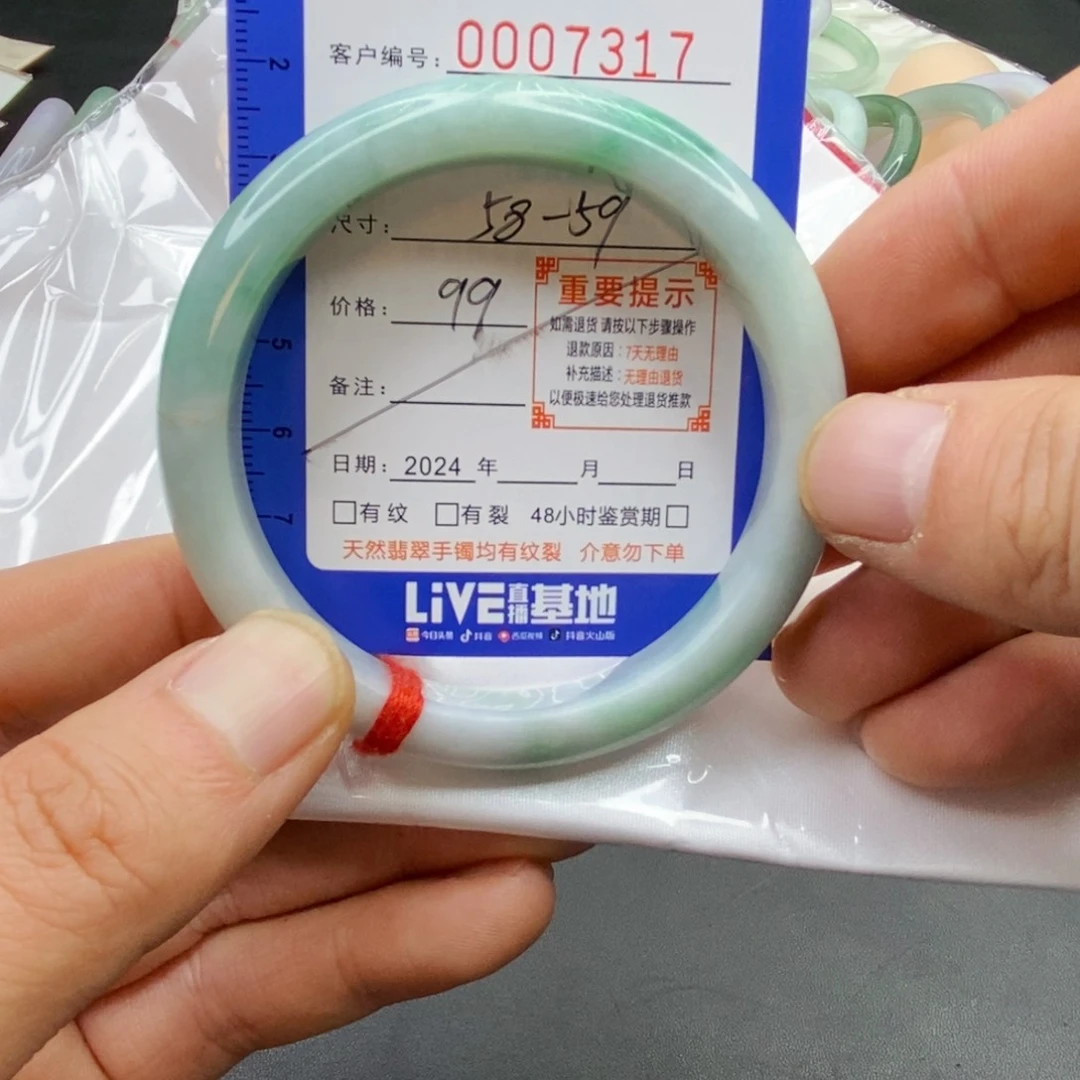 2
客户编号: 0007317
尺寸: 58-59
价格: 99
重要提示
如需退货 请按以下步骤操作
退款原因: 7天无理由
补充描述: 无理由退货
以便极速给您处理退货推款
5
备注:
6
日期: 2024 年 月 日
7
□有纹 □有裂 48小时鉴赏期□
天然翡翠手镯均有纹裂 介意勿下单
LiVE 直播 基地
今日头条 抖音 西瓜视频 抖音火山版